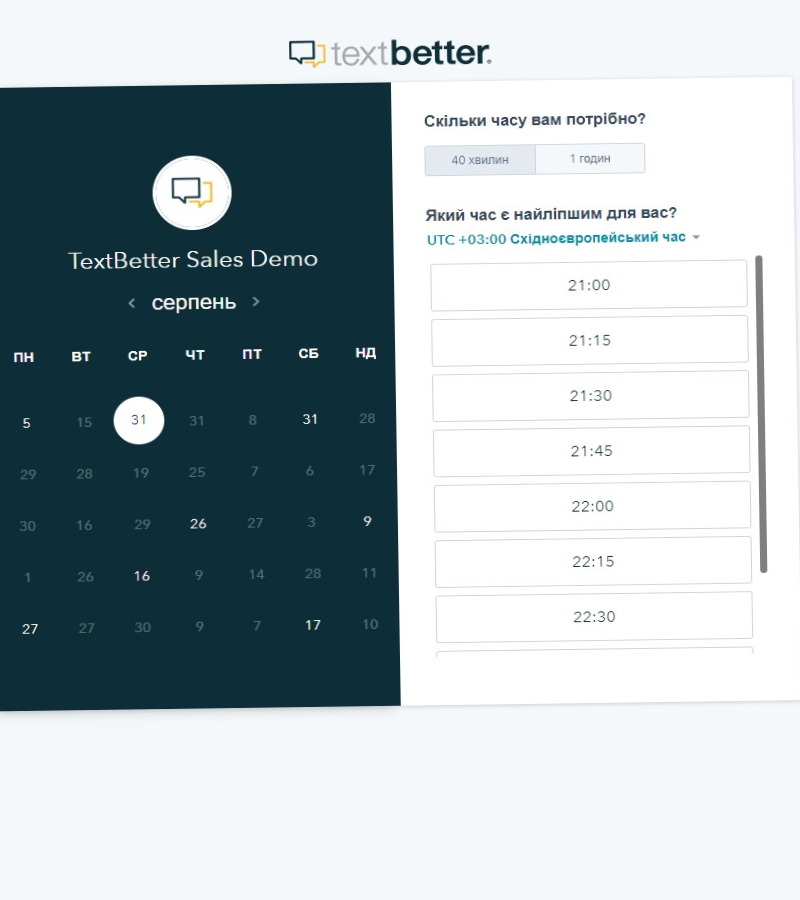 textbetter®
TextBetter Sales Demo
серпень
ПН ВТ СР ЧТ ПТ СБ НД
5 15 31 31 8 31 28
29 28 19 25 7 6 17
30 16 29 26 27 3 9
1 26 16 9 14 28 11
27 27 30 9 7 17 10
Скільки часу вам потрібно?
40 хвилин 1 годин
Який час є найліпшим для вас?
UTC +03:00 Східноєвропейський час
21:00
21:15
21:30
21:45
22:00
22:15
22:30